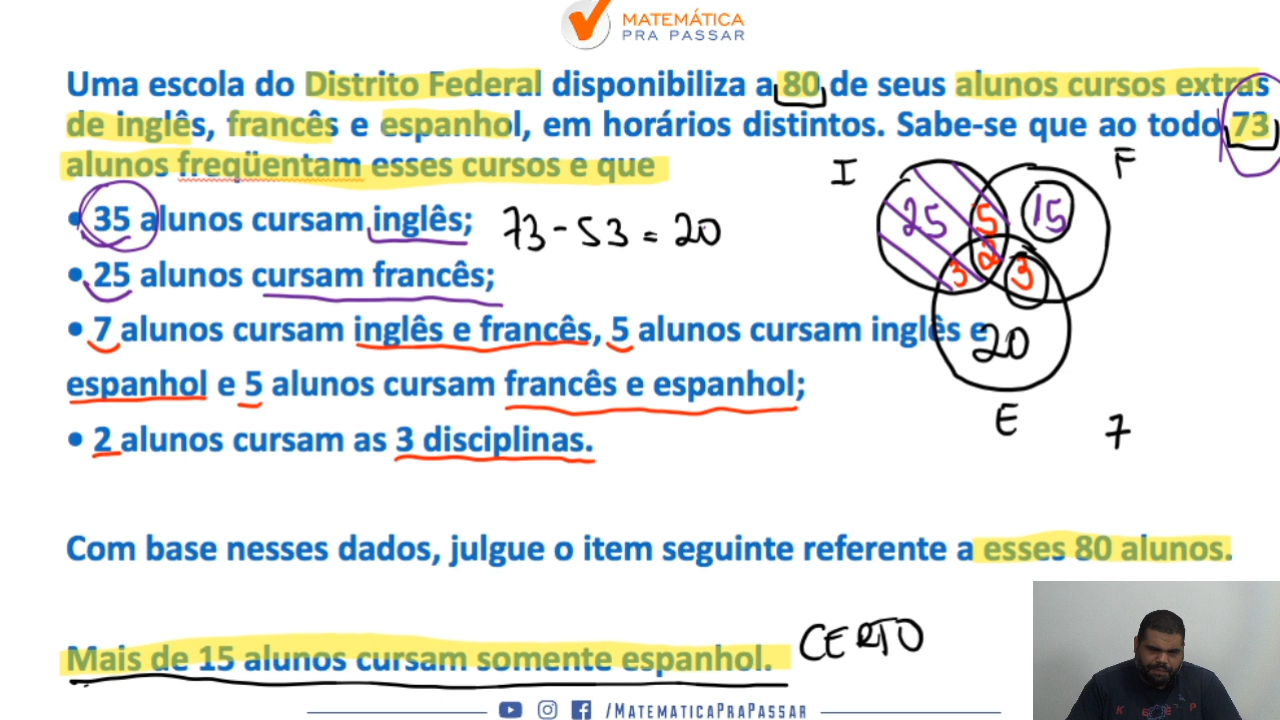 MATEMÁTICA
PRA PASSAR
Uma escola do Distrito Federal disponibiliza a 80 de seus alunos cursos extras
de inglês, francês e espanhol, em horários distintos. Sabe-se que ao todo 73
alunos freqüentam esses cursos e que
I
F
• 35 alunos cursam inglês;
73 - 53 = 20
25
5
15
• 25 alunos cursam francês;
3
2
3
• 7 alunos cursam inglês e francês, 5 alunos cursam inglês e
20
espanhol e 5 alunos cursam francês e espanhol;
E
7
• 2 alunos cursam as 3 disciplinas.
Com base nesses dados, julgue o item seguinte referente a esses 80 alunos.
Mais de 15 alunos cursam somente espanhol.
CERTO
KEEP
/MATEMATICAPRAPASSAR